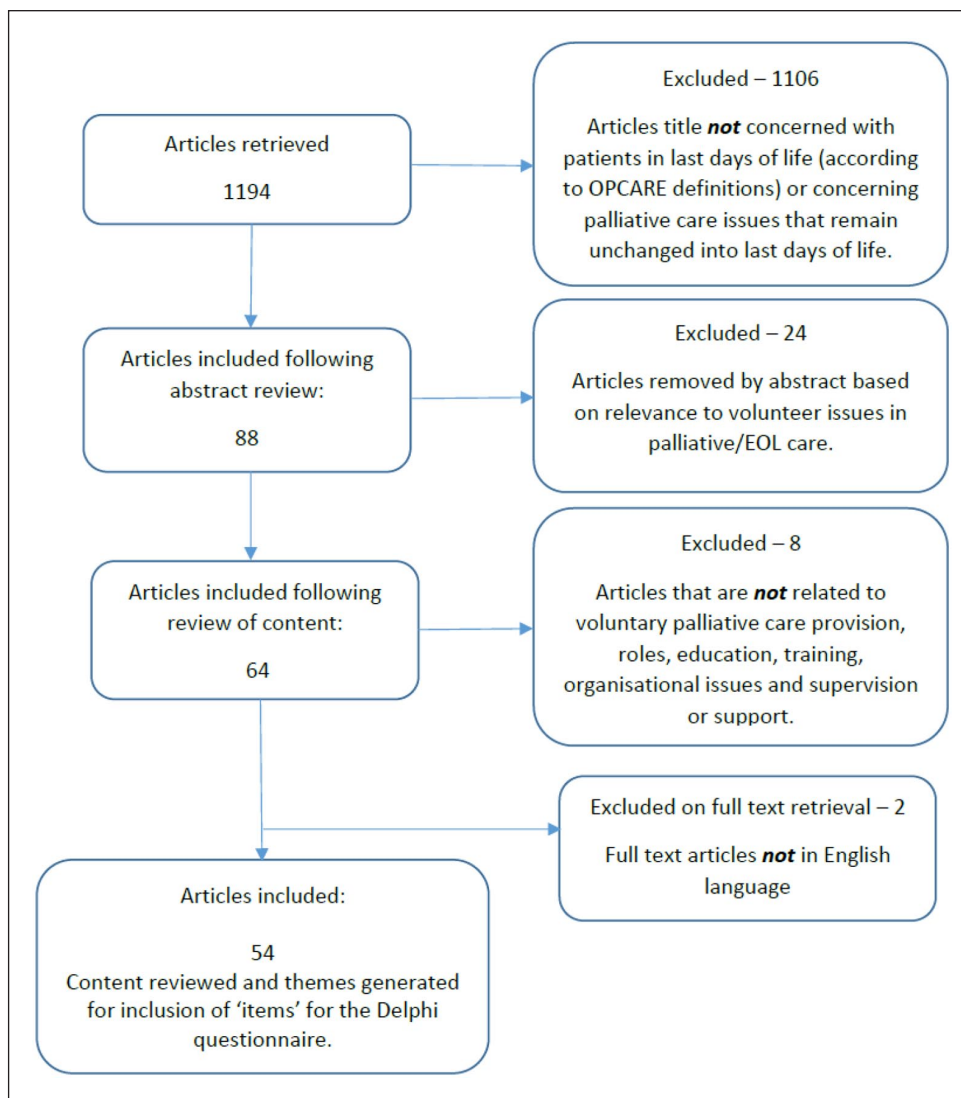 Articles retrieved
1194
Excluded – 1106
Articles title not concerned with
patients in last days of life (according
to OPCARE definitions) or concerning
palliative care issues that remain
unchanged into last days of life.
Articles included following
abstract review:
88
Excluded – 24
Articles removed by abstract based
on relevance to volunteer issues in
palliative/EOL care.
Articles included following
review of content:
64
Excluded – 8
Articles that are not related to
voluntary palliative care provision,
roles, education, training,
organisational issues and supervision
or support.
Excluded on full text retrieval – 2
Full text articles not in English
language
Articles included:
54
Content reviewed and themes generated
for inclusion of ‘items’ for the Delphi
questionnaire.